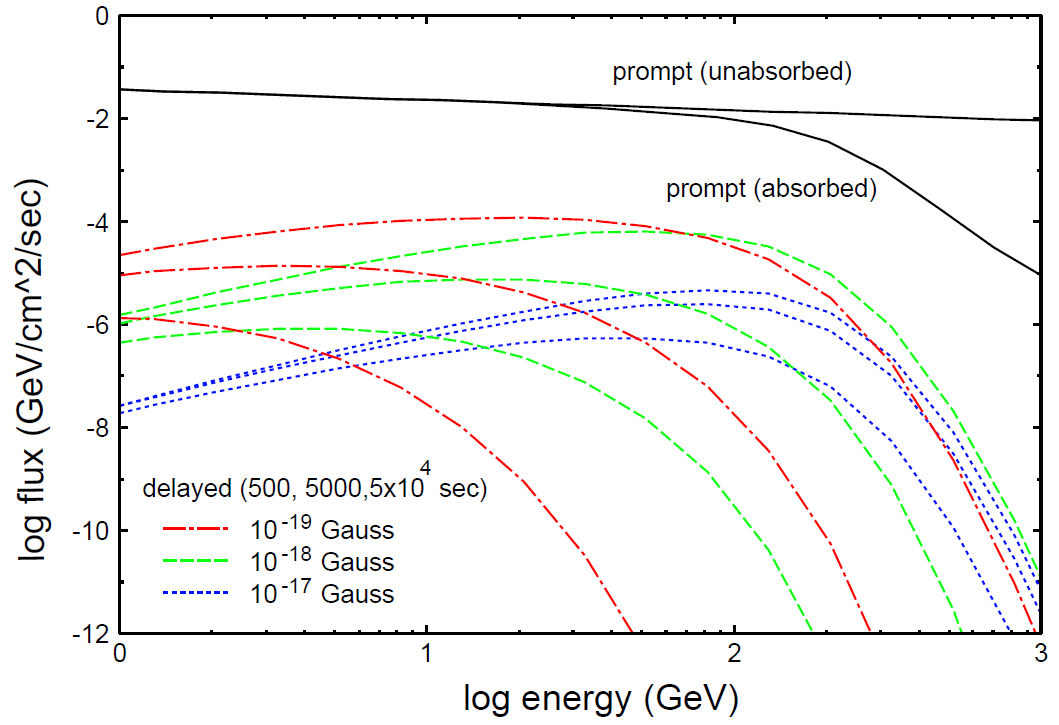 0
-2
-4
-6
-8
-10
-12
log flux (GeV/cm^2/sec)
prompt (unabsorbed)
prompt (absorbed)
delayed (500, 5000,5x10^4 sec)
10^-19 Gauss
10^-18 Gauss
10^-17 Gauss
0 1 2 3
log energy (GeV)